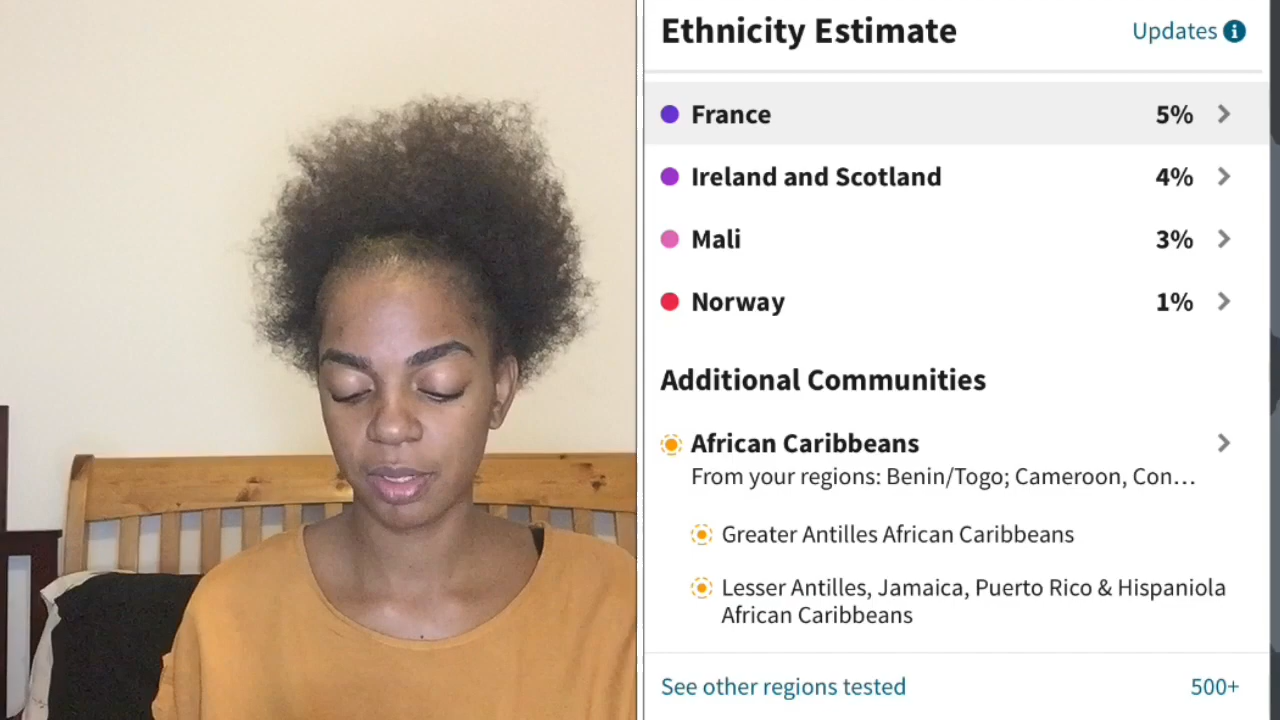 Ethnicity Estimate
Updates
France 5%
Ireland and Scotland 4%
Mali 3%
Norway 1%
Additional Communities
African Caribbeans
From your regions: Benin/Togo; Cameroon, Con…
Greater Antilles African Caribbeans
Lesser Antilles, Jamaica, Puerto Rico & Hispaniola
African Caribbeans
See other regions tested 500+